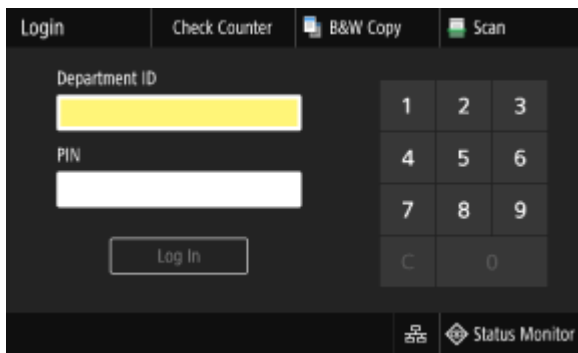 Login Check Counter B&W Copy Scan
Department ID
1 2 3
PIN
4 5 6
7 8 9
Log In
C 0
Status Monitor